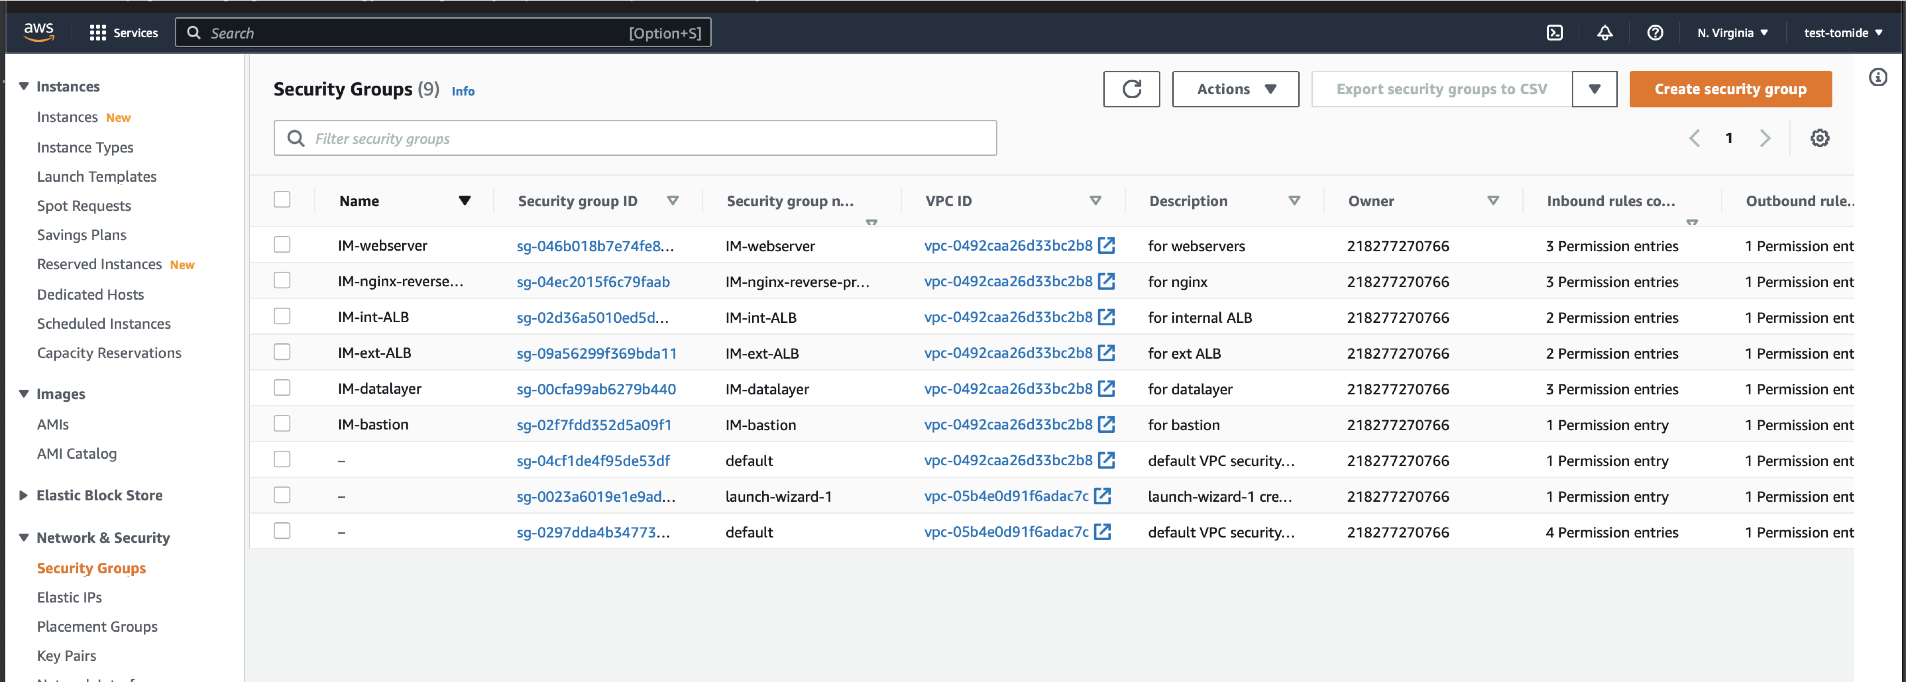 aws Services Search [Option+S] N. Virginia ▼ test-tomide ▼
Instances
Instances New
Instance Types
Launch Templates
Spot Requests
Savings Plans
Reserved Instances New
Dedicated Hosts
Scheduled Instances
Capacity Reservations
Images
AMIs
AMI Catalog
Elastic Block Store
Network & Security
Security Groups
Elastic IPs
Placement Groups
Key Pairs
Security Groups (9) Info
Actions Export security groups to CSV Create security group
Filter security groups
1
Name Security group ID Security group n... VPC ID Description Owner Inbound rules co... Outbound rule..
IM-webserver sg-046b018b7e74fe8... IM-webserver vpc-0492caa26d33bc2b8 for webservers 218277270766 3 Permission entries 1 Permission ent
IM-nginx-reverse... sg-04ec2015f6c79faab IM-nginx-reverse-pr... vpc-0492caa26d33bc2b8 for nginx 218277270766 3 Permission entries 1 Permission ent
IM-int-ALB sg-02d36a5010ed5d... IM-int-ALB vpc-0492caa26d33bc2b8 for internal ALB 218277270766 2 Permission entries 1 Permission ent
IM-ext-ALB sg-09a56299f369bda11 IM-ext-ALB vpc-0492caa26d33bc2b8 for ext ALB 218277270766 2 Permission entries 1 Permission ent
IM-datalayer sg-00cfa99ab6279b440 IM-datalayer vpc-0492caa26d33bc2b8 for datalayer 218277270766 3 Permission entries 1 Permission ent
IM-bastion sg-02f7fdd352d5a09f1 IM-bastion vpc-0492caa26d33bc2b8 for bastion 218277270766 1 Permission entry 1 Permission ent
– sg-04cf1de4f95de53df default vpc-0492caa26d33bc2b8 default VPC security... 218277270766 1 Permission entry 1 Permission ent
– sg-0023a6019e1e9ad... launch-wizard-1 vpc-05b4e0d91f6adac7c launch-wizard-1 cre... 218277270766 1 Permission entry 1 Permission ent
– sg-0297dda4b34773... default vpc-05b4e0d91f6adac7c default VPC security... 218277270766 4 Permission entries 1 Permission ent